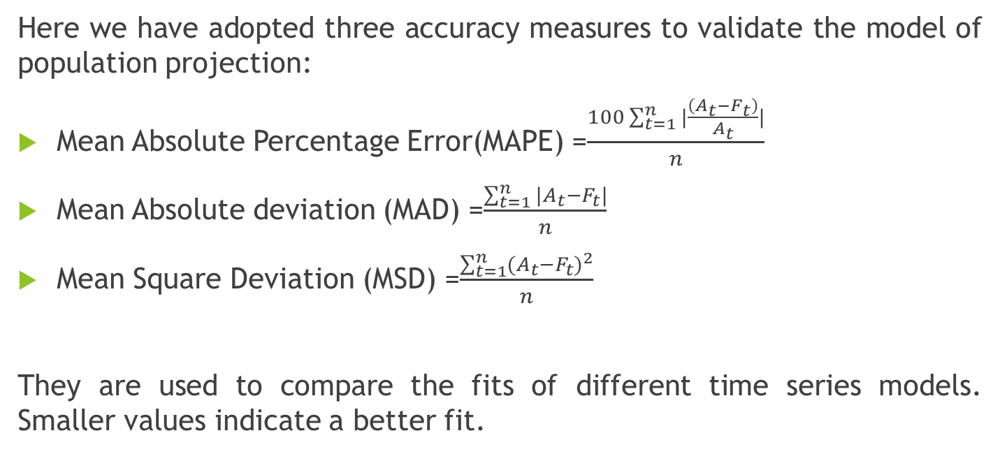 Here we have adopted three accuracy measures to validate the model of
population projection:
▶ Mean Absolute Percentage Error(MAPE) = $\frac{100 \sum_{t=1}^{n} |\frac{(A_t - F_t)}{A_t}|}{n}$
▶ Mean Absolute deviation (MAD) = $\frac{\sum_{t=1}^{n} |A_t - F_t|}{n}$
▶ Mean Square Deviation (MSD) = $\frac{\sum_{t=1}^{n} (A_t - F_t)^2}{n}$
They are used to compare the fits of different time series models.
Smaller values indicate a better fit.